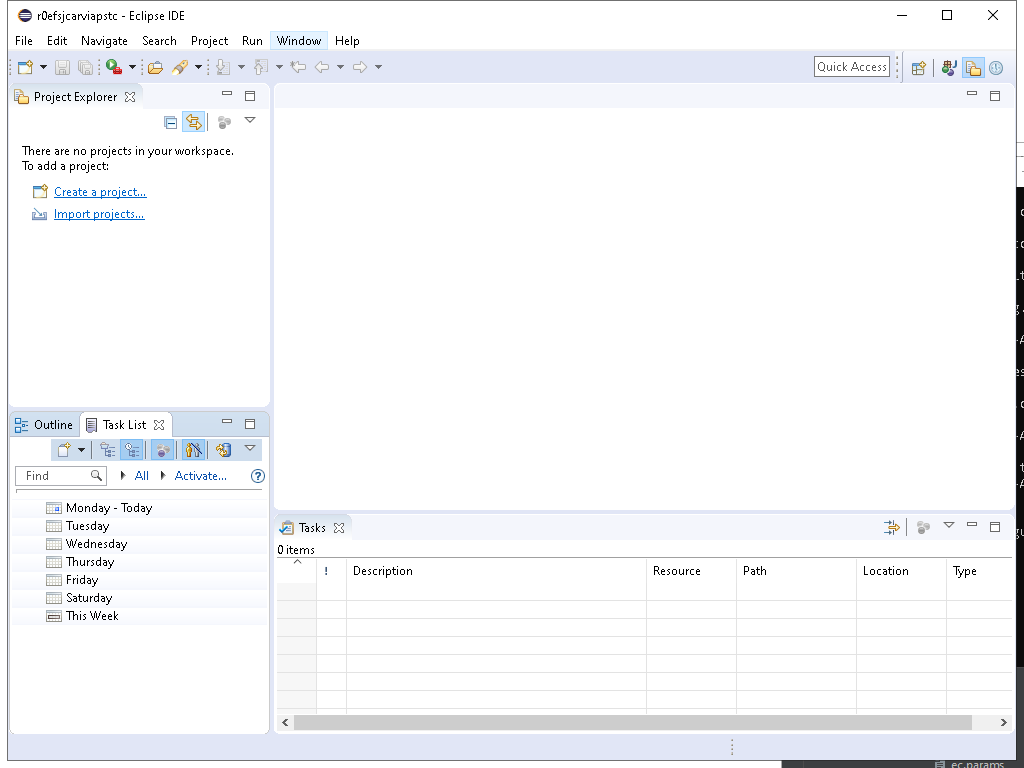 r0efsjcarviapstc - Eclipse IDE
File Edit Navigate Search Project Run Window Help
Quick Access
Project Explorer
There are no projects in your workspace.
To add a project:
Create a project...
Import projects...
Outline Task List
Find All Activate...
Monday - Today
Tuesday
Wednesday
Thursday
Friday
Saturday
This Week
Tasks
0 items
! Description Resource Path Location Type
ec.params